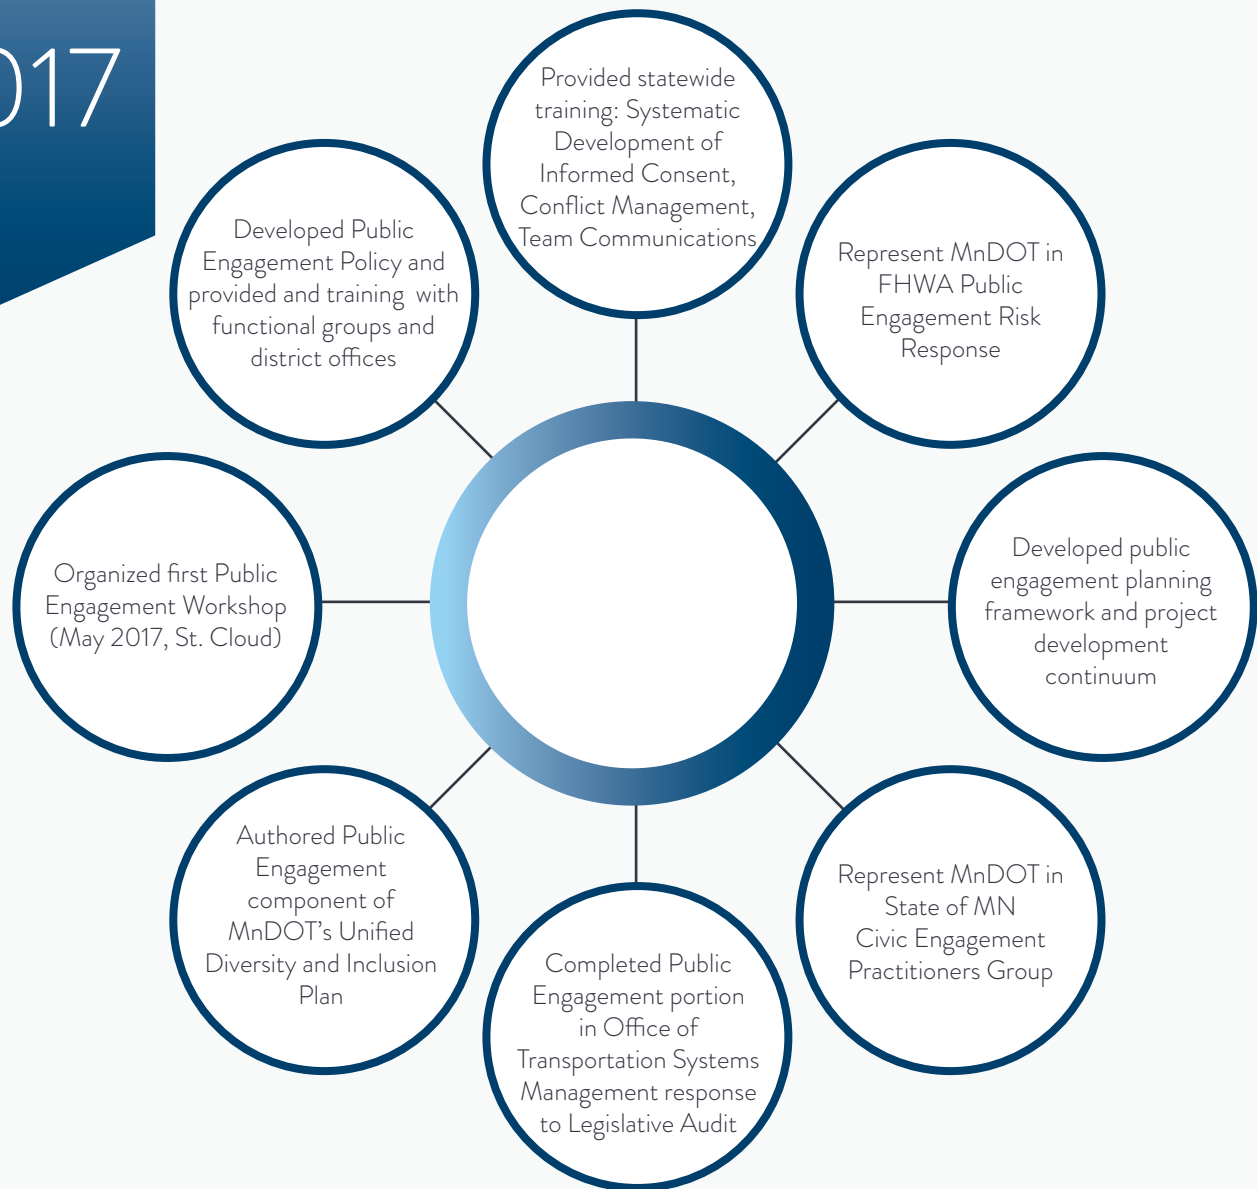 017
Provided statewide
training: Systematic
Development of
Informed Consent,
Conflict Management,
Team Communications
Represent MnDOT in
FHWA Public
Engagement Risk
Response
Developed public
engagement planning
framework and project
development
continuum
Represent MnDOT in
State of MN
Civic Engagement
Practitioners Group
Completed Public
Engagement portion
in Office of
Transportation Systems
Management response
to Legislative Audit
Authored Public
Engagement
component of
MnDOT's Unified
Diversity and Inclusion
Plan
Organized first Public
Engagement Workshop
(May 2017, St. Cloud)
Developed Public
Engagement Policy and
provided and training with
functional groups and
district offices